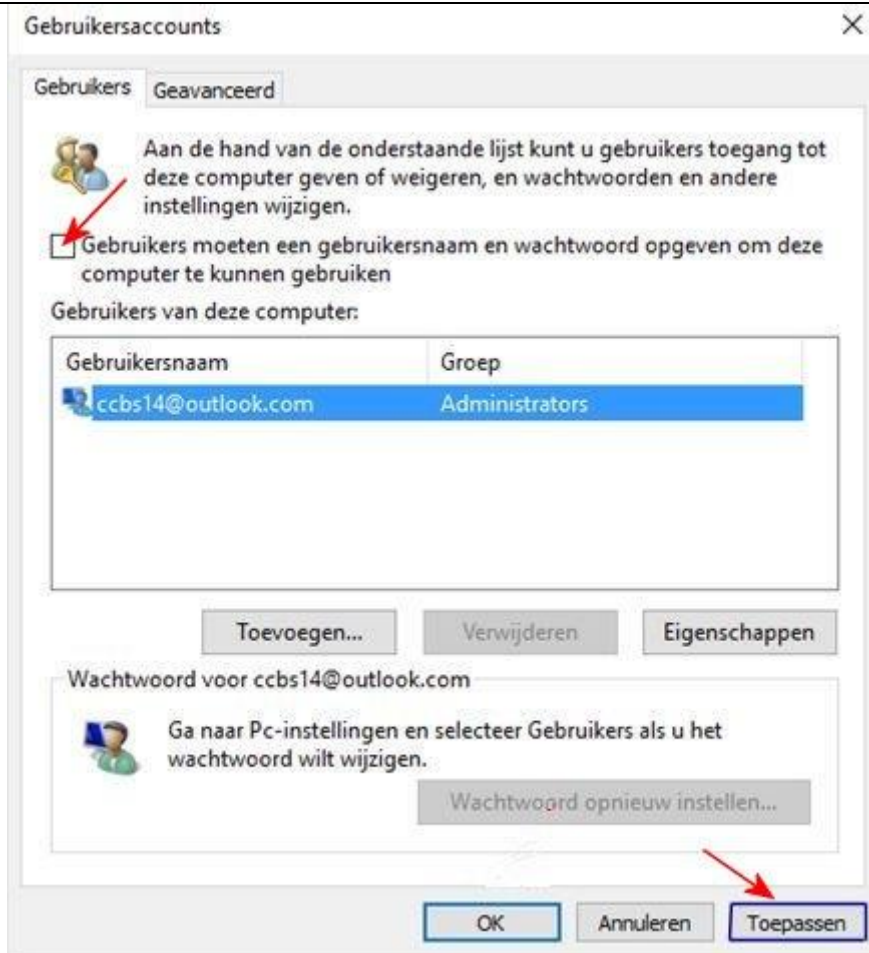 Gebruikersaccounts
Gebruikers Geavanceerd
Aan de hand van de onderstaande lijst kunt u gebruikers toegang tot
deze computer geven of weigeren, en wachtwoorden en andere
instellingen wijzigen.
Gebruikers moeten een gebruikersnaam en wachtwoord opgeven om deze
computer te kunnen gebruiken
Gebruikers van deze computer:
Gebruikersnaam Groep
ccbs14@outlook.com Administrators
Toevoegen... Verwijderen Eigenschappen
Wachtwoord voor ccbs14@outlook.com
Ga naar Pc-instellingen en selecteer Gebruikers als u het
wachtwoord wilt wijzigen.
Wachtwoord opnieuw instellen...
OK Annuleren Toepassen